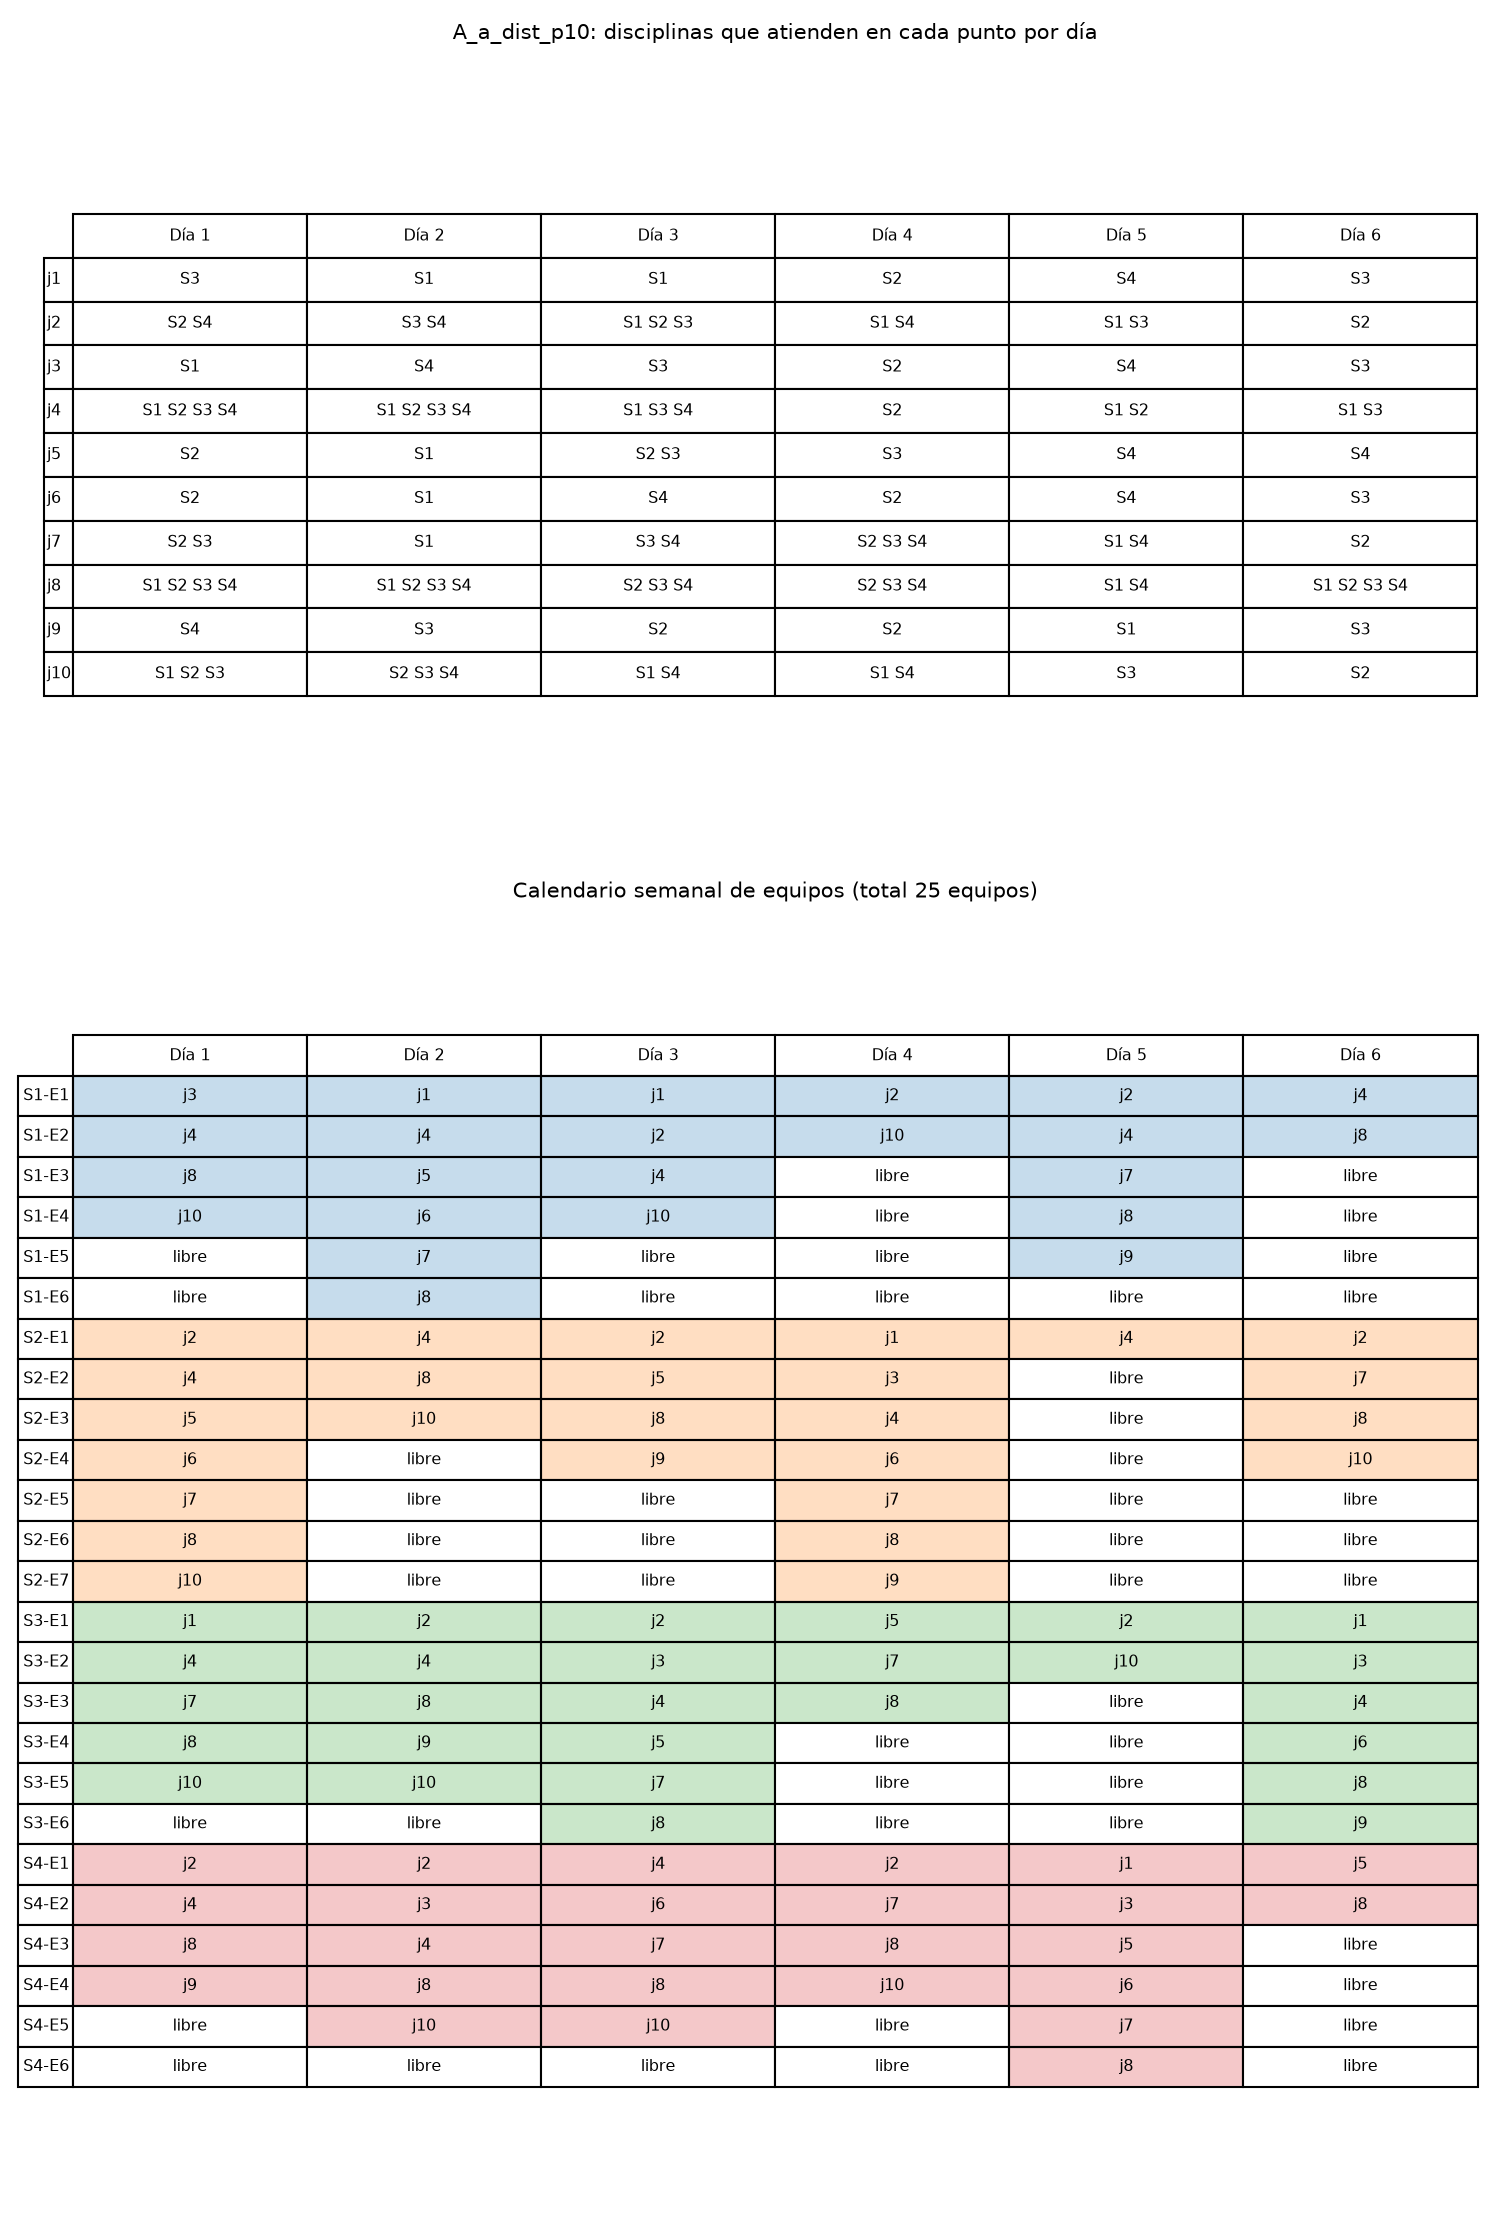 A_a_dist_p10: disciplinas que atienden en cada punto por día
Día 1 Día 2 Día 3 Día 4 Día 5 Día 6
j1 S3 S1 S1 S2 S4 S3
j2 S2 S4 S3 S4 S1 S2 S3 S1 S4 S1 S3 S2
j3 S1 S4 S3 S2 S4 S3
j4 S1 S2 S3 S4 S1 S2 S3 S4 S1 S3 S4 S2 S1 S2 S1 S3
j5 S2 S1 S2 S3 S3 S4 S4
j6 S2 S1 S4 S2 S4 S3
j7 S2 S3 S1 S3 S4 S2 S3 S4 S1 S4 S2
j8 S1 S2 S3 S4 S1 S2 S3 S4 S2 S3 S4 S2 S3 S4 S1 S4 S1 S2 S3 S4
j9 S4 S3 S2 S2 S1 S3
j10 S1 S2 S3 S2 S3 S4 S1 S4 S1 S4 S3 S2
Calendario semanal de equipos (total 25 equipos)
Día 1 Día 2 Día 3 Día 4 Día 5 Día 6
S1-E1 j3 j1 j1 j2 j2 j4
S1-E2 j4 j4 j2 j10 j4 j8
S1-E3 j8 j5 j4 libre j7 libre
S1-E4 j10 j6 j10 libre j8 libre
S1-E5 libre j7 libre libre j9 libre
S1-E6 libre j8 libre libre libre libre
S2-E1 j2 j4 j2 j1 j4 j2
S2-E2 j4 j8 j5 j3 libre j7
S2-E3 j5 j10 j8 j4 libre j8
S2-E4 j6 libre j9 j6 libre j10
S2-E5 j7 libre libre j7 libre libre
S2-E6 j8 libre libre j8 libre libre
S2-E7 j10 libre libre j9 libre libre
S3-E1 j1 j2 j2 j5 j2 j1
S3-E2 j4 j4 j3 j7 j10 j3
S3-E3 j7 j8 j4 j8 libre j4
S3-E4 j8 j9 j5 libre libre j6
S3-E5 j10 j10 j7 libre libre j8
S3-E6 libre libre j8 libre libre j9
S4-E1 j2 j2 j4 j2 j1 j5
S4-E2 j4 j3 j6 j7 j3 j8
S4-E3 j8 j4 j7 j8 j5 libre
S4-E4 j9 j8 j8 j10 j6 libre
S4-E5 libre j10 j10 libre j7 libre
S4-E6 libre libre libre libre j8 libre